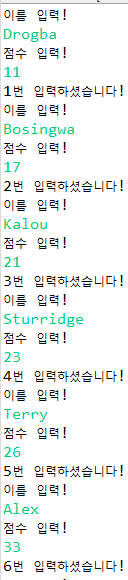 이름 입력!
Drogba
점수 입력!
11
1번 입력하셨습니다!
이름 입력!
Bosingwa
점수 입력!
17
2번 입력하셨습니다!
이름 입력!
Kalou
점수 입력!
21
3번 입력하셨습니다!
이름 입력!
Sturridge
점수 입력!
23
4번 입력하셨습니다!
이름 입력!
Terry
점수 입력!
26
5번 입력하셨습니다!
이름 입력!
Alex
점수 입력!
33
6번 입력하셨습니다!